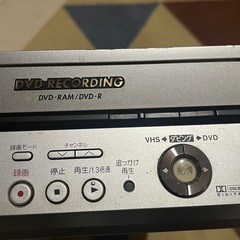 DVD RECORDING
DVD-RAM/DVD-R
録画モード
チャンネル
VHS ダビング DVD
録画 停止 再生/1.3倍速 追っかけ再生
DIGITAL